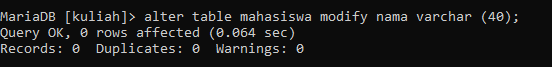 MariaDB [kuliah]> alter table mahasiswa modify nama varchar (40);
Query OK, 0 rows affected (0.064 sec)
Records: 0  Duplicates: 0  Warnings: 0